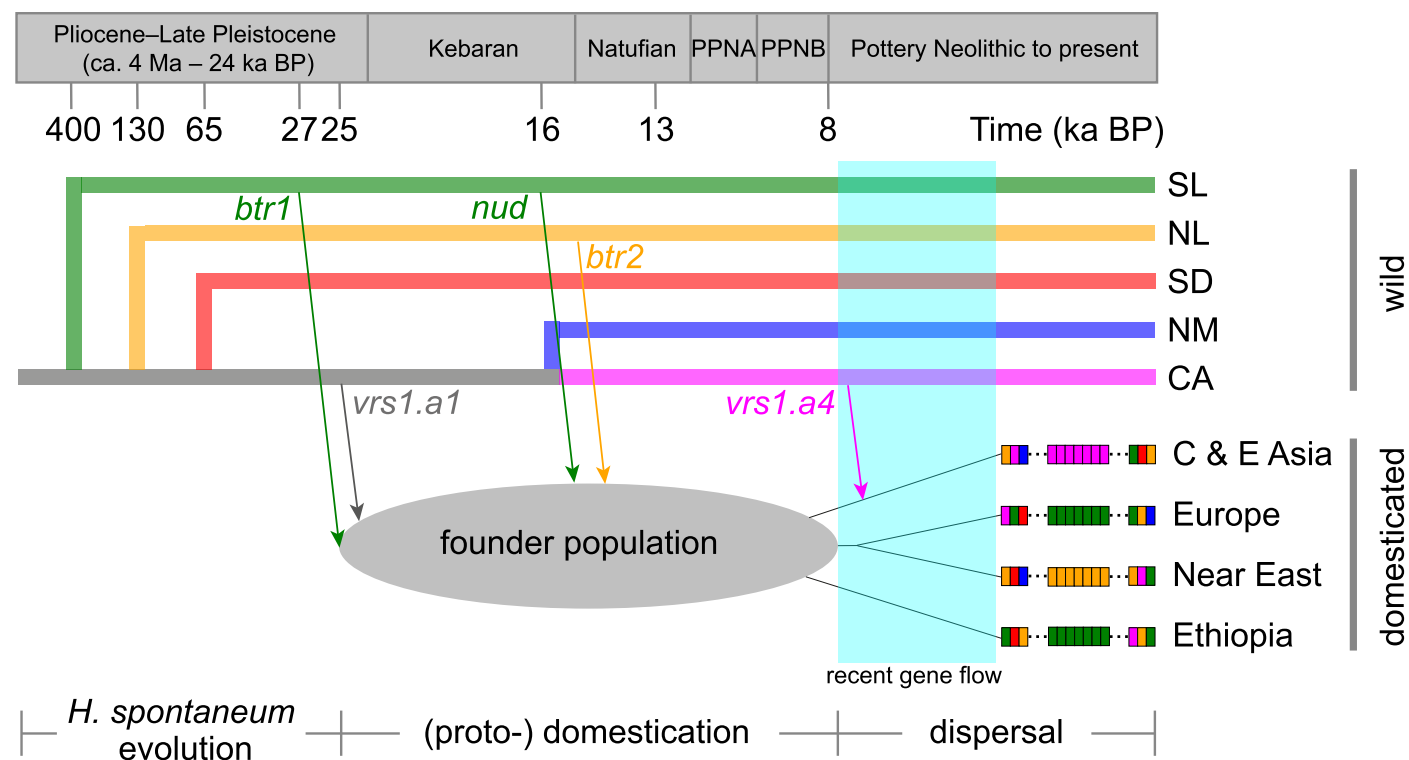 Pliocene–Late Pleistocene
(ca. 4 Ma – 24 ka BP)
Kebaran
Natufian
PPNA
PPNB
Pottery Neolithic to present
400
130
65
27
25
16
13
8
Time (ka BP)
SL
btr1
nud
NL
btr2
SD
NM
CA
vrs1.a1
vrs1.a4
wild
C & E Asia
Europe
founder population
Near East
Ethiopia
domesticated
recent gene flow
H. spontaneum
evolution
(proto-) domestication
dispersal